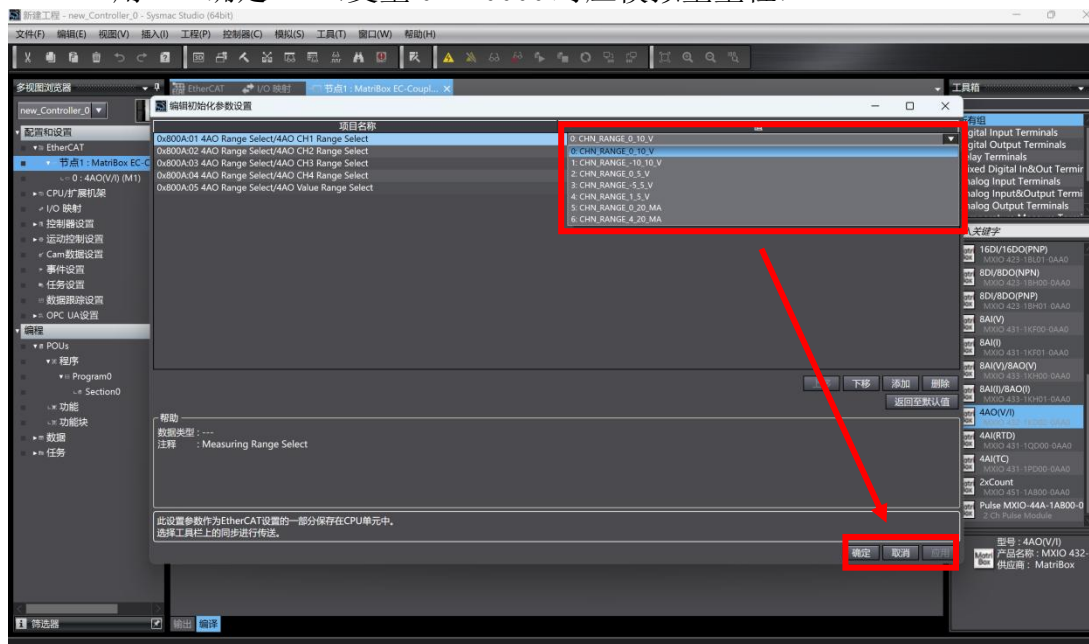 新建工程 - new_Controller_0 - Sysmac Studio (64bit)
文件(F) 编辑(E) 视图(V) 插入(I) 工程(P) 控制器(C) 模拟(S) 工具(T) 窗口(W) 帮助(H)
多视图浏览器
EtherCAT
I/O 映射
节点1 : MatriBox EC-Coupl...
工具箱
new_Controller_0
编辑初始化参数设置
项目名称
配置和设置
EtherCAT
节点1 : MatriBox EC-C
0 : 4AO(V/I) (M1)
CPU/扩展机架
I/O 映射
控制器设置
运动控制设置
Cam数据设置
事件设置
任务设置
数据跟踪设置
OPC UA设置
编程
POUs
程序
Program0
Section0
功能
功能块
数据
任务
0x800A:01 4AO Range Select/4AO CH1 Range Select
0x800A:02 4AO Range Select/4AO CH2 Range Select
0x800A:03 4AO Range Select/4AO CH3 Range Select
0x800A:04 4AO Range Select/4AO CH4 Range Select
0x800A:05 4AO Range Select/4AO Value Range Select
0: CHN_RANGE_0_10_V
0: CHN_RANGE_0_10_V
1: CHN_RANGE_-10_10_V
2: CHN_RANGE_0_5_V
3: CHN_RANGE_-5_5_V
4: CHN_RANGE_1_5_V
5: CHN_RANGE_0_20_MA
6: CHN_RANGE_4_20_MA
下移 添加 删除
返回至默认值
帮助
数据类型 : ---
注释 : Measuring Range Select
此设置参数作为EtherCAT设置的一部分保存在CPU单元中。
选择工具栏上的同步进行传送。
确定 取消 应用
所有组
igital Input Terminals
igital Output Terminals
elay Terminals
ixed Digital In&Out Termir
nalog Input Terminals
nalog Input&Output Termi
nalog Output Terminals
关键字
16DI/16DO(PNP)
MXIO 423-1BL01-0AA0
8DI/8DO(NPN)
MXIO 423-1BH00-0AA0
8DI/8DO(PNP)
MXIO 423-1BH01-0AA0
8AI(V)
MXIO 431-1KF00-0AA0
8AI(I)
MXIO 431-1KF01-0AA0
8AI(V)/8AO(V)
MXIO 433-1KH00-0AA0
8AI(I)/8AO(I)
MXIO 433-1KH01-0AA0
4AO(V/I)
4AI(RTD)
MXIO 431-1QD00-0AA0
4AI(TC)
MXIO 431-1PD00-0AA0
2xCount
MXIO 451-1AB00-0AA0
Pulse MXIO-44A-1AB00-0
2 Ch Pulse Module
型号 : 4AO(V/I)
产品名称 : MXIO 432-
供应商 : MatriBox
筛选器
输出 编译